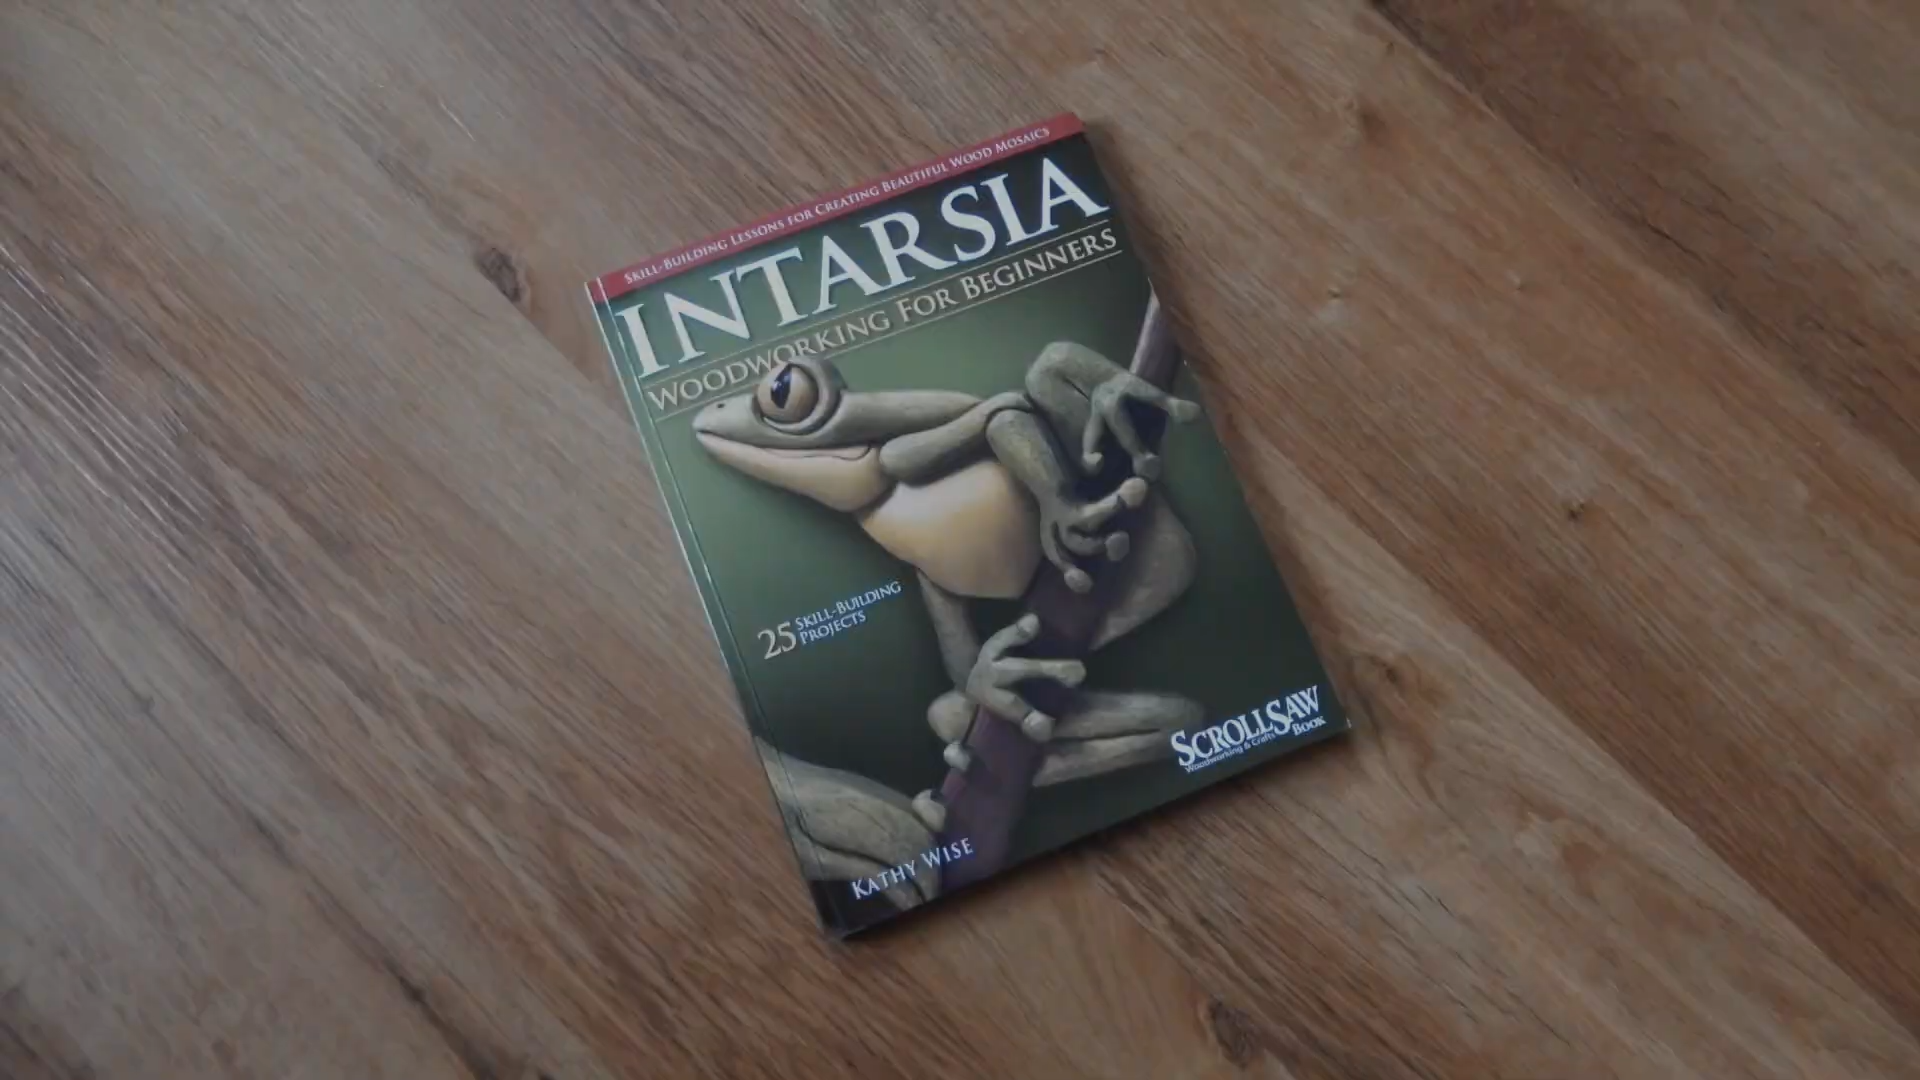 SKILL-BUILDING LESSONS FOR CREATING BEAUTIFUL WOOD MOSAICS
INTARSIA
WOODWORKING FOR BEGINNERS
25 SKILL-BUILDING
PROJECTS
SCROLLSAW
Woodworking & Crafts BOOK
KATHY WISE